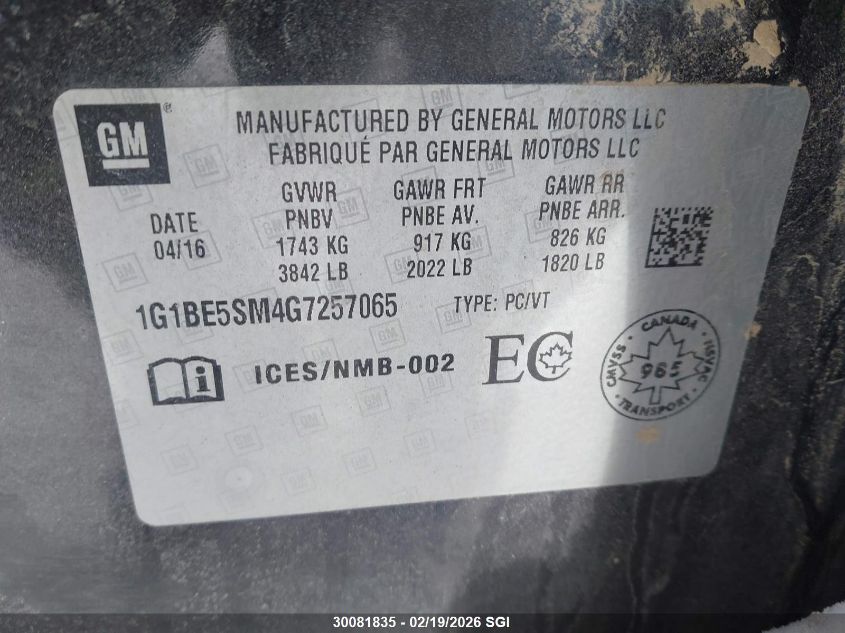 GM ®
MANUFACTURED BY GENERAL MOTORS LLC
FABRIQUÉ PAR GENERAL MOTORS LLC
DATE
04/16
GVWR
PNBV
1743 KG
3842 LB
GAWR FRT
PNBE AV.
917 KG
2022 LB
GAWR RR
PNBE ARR.
826 KG
1820 LB
1G1BE5SM4G7257065 TYPE: PC/VT
i ICES/NMB-002 EC
CANADA
CMVSS 965 NSVAC
TRANSPORT
30081835 - 02/19/2026 SGI